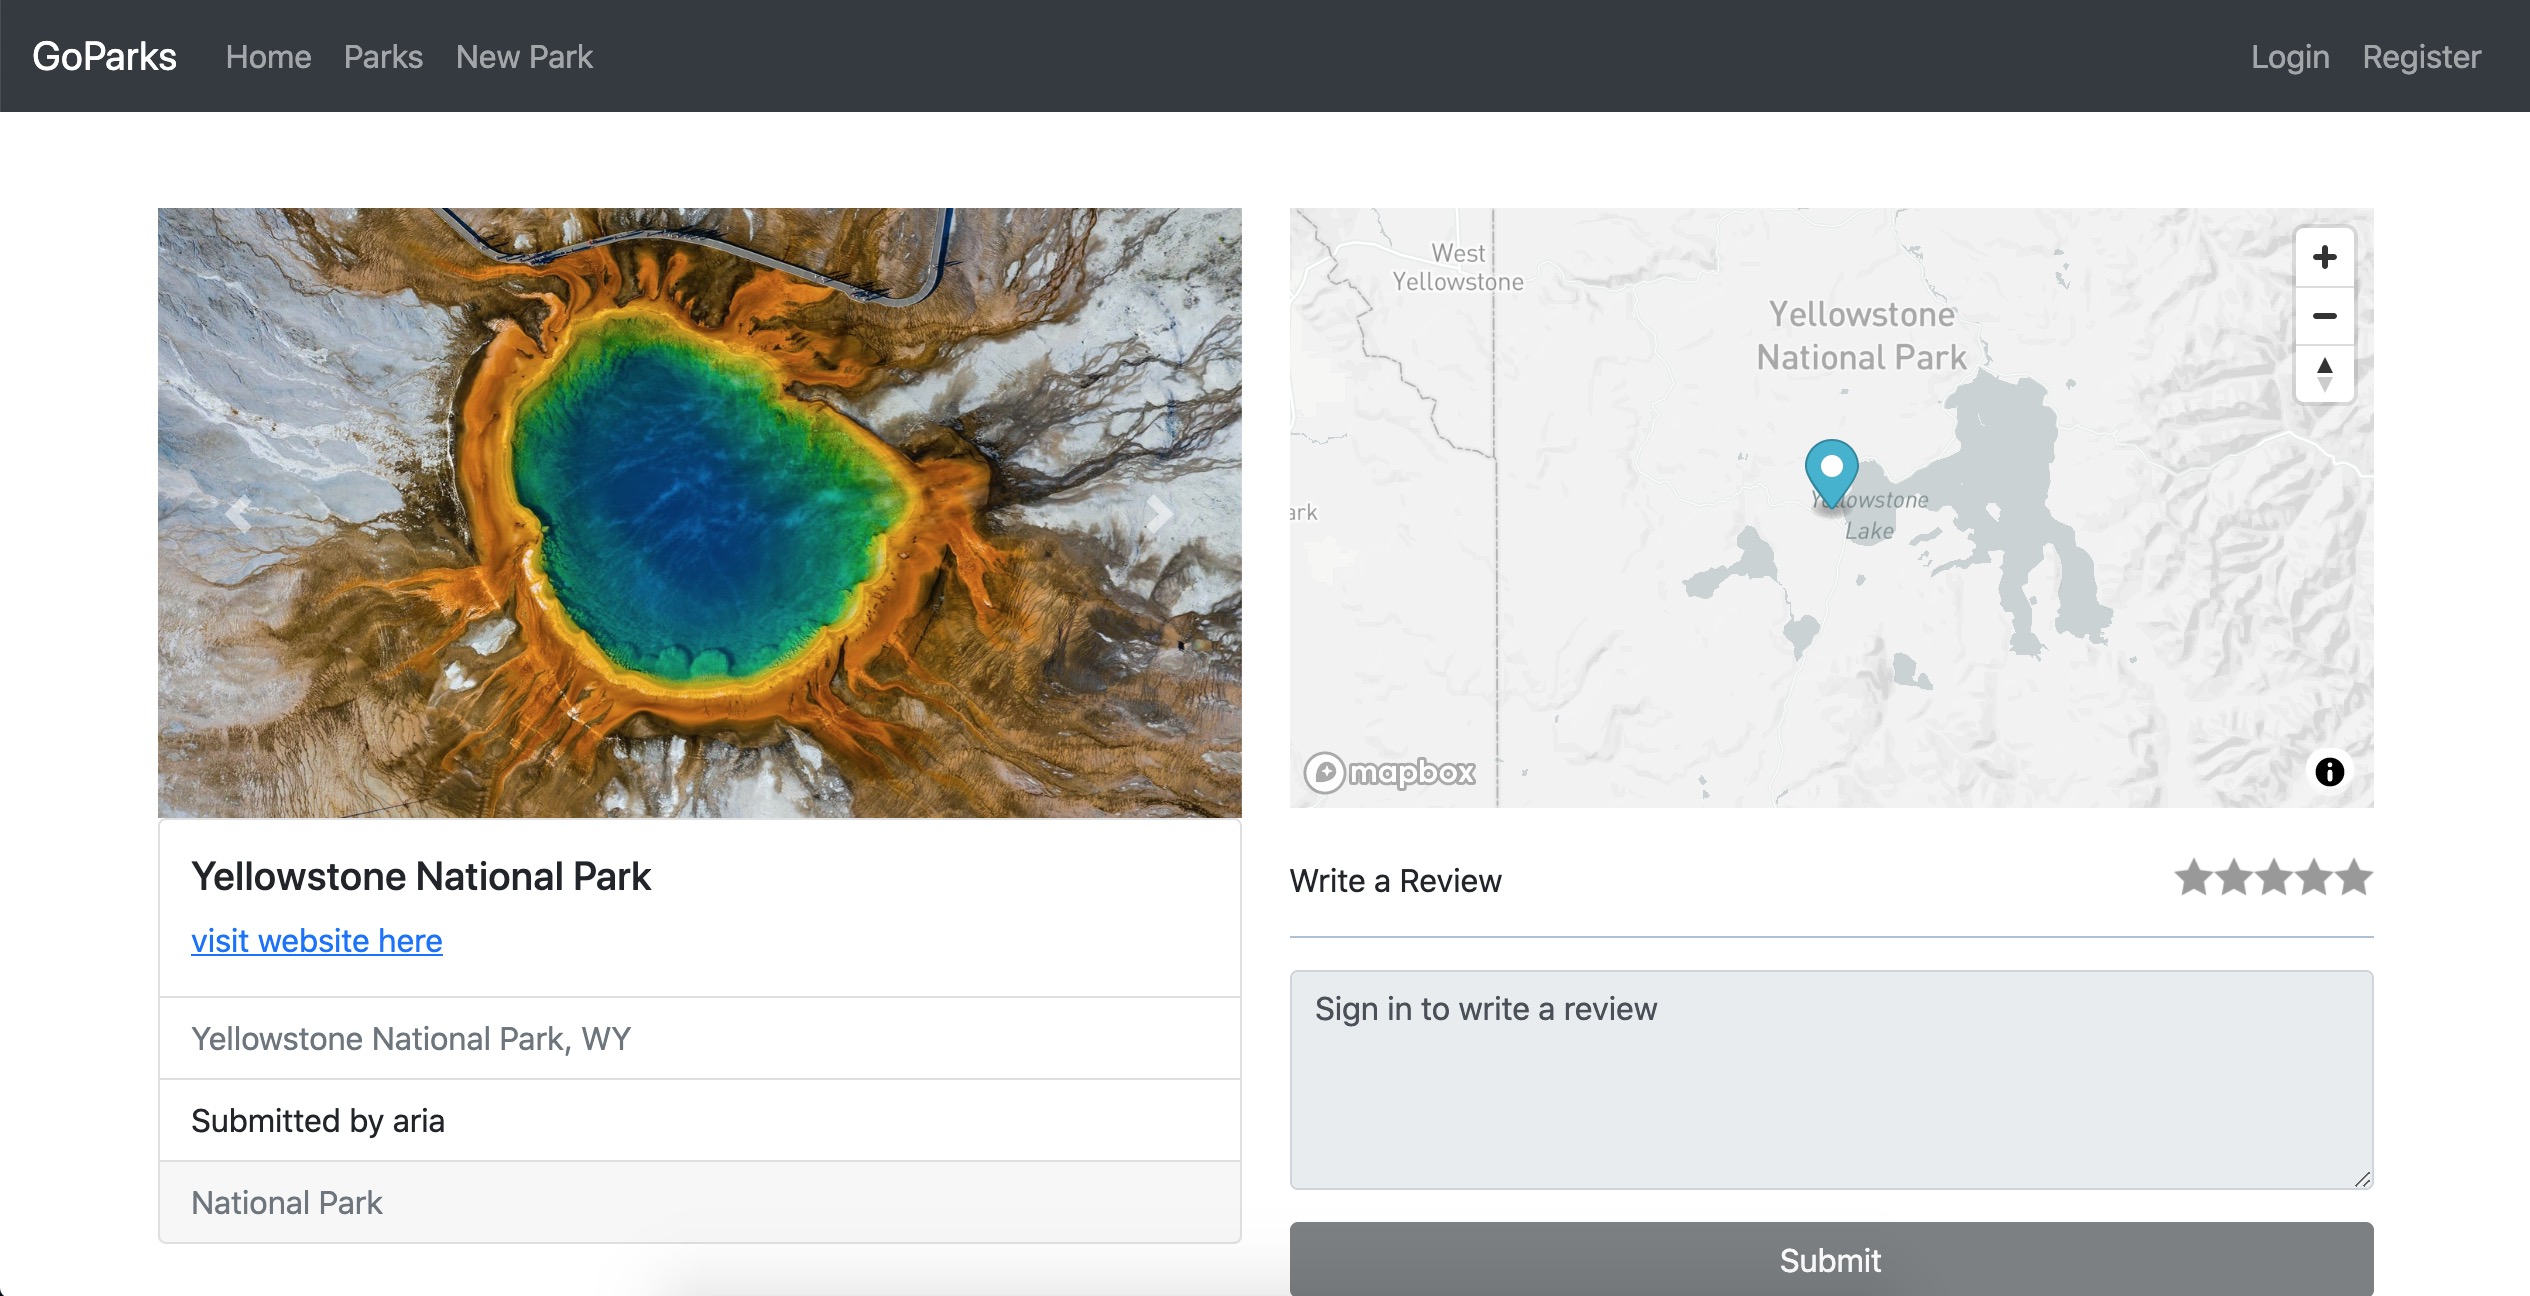 GoParks Home Parks New Park Login Register
West
Yellowstone
Yellowstone
National Park
ark
Yellowstone
Lake
mapbox
Yellowstone National Park
visit website here
Yellowstone National Park, WY
Submitted by aria
National Park
Write a Review
Sign in to write a review
Submit